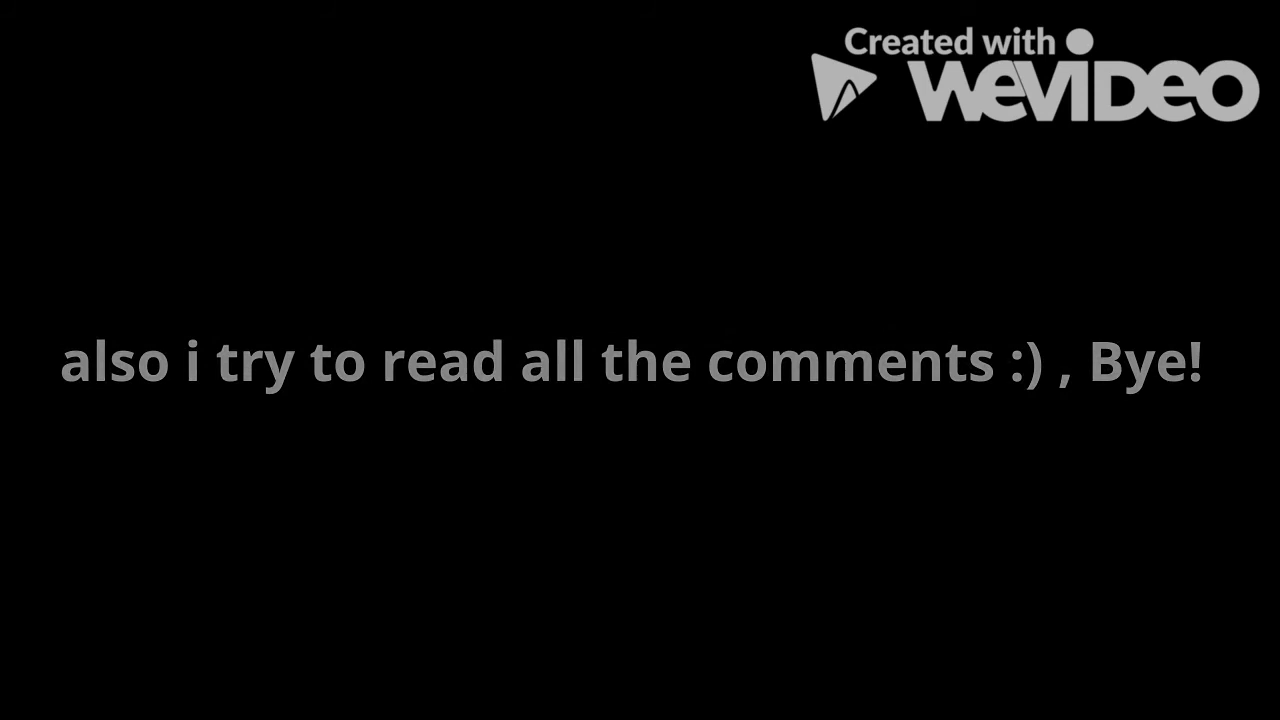 Created with
WEVIDEO
also i try to read all the comments :) , Bye!